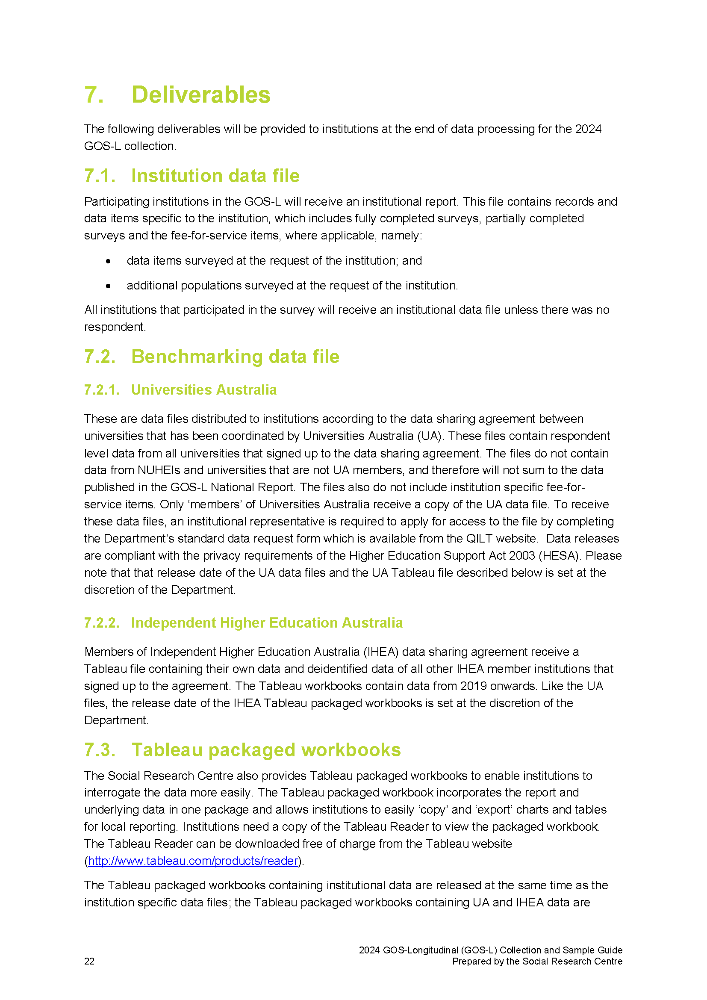 7. Deliverables
The following deliverables will be provided to institutions at the end of data processing for the 2024
GOS-L collection.
7.1. Institution data file
Participating institutions in the GOS-L will receive an institutional report. This file contains records and
data items specific to the institution, which includes fully completed surveys, partially completed
surveys and the fee-for-service items, where applicable, namely:
• data items surveyed at the request of the institution; and
• additional populations surveyed at the request of the institution.
All institutions that participated in the survey will receive an institutional data file unless there was no
respondent.
7.2. Benchmarking data file
7.2.1. Universities Australia
These are data files distributed to institutions according to the data sharing agreement between
universities that has been coordinated by Universities Australia (UA). These files contain respondent
level data from all universities that signed up to the data sharing agreement. The files do not contain
data from NUHEIs and universities that are not UA members, and therefore will not sum to the data
published in the GOS-L National Report. The files also do not include institution specific fee-for-
service items. Only ‘members’ of Universities Australia receive a copy of the UA data file. To receive
these data files, an institutional representative is required to apply for access to the file by completing
the Department’s standard data request form which is available from the QILT website.  Data releases
are compliant with the privacy requirements of the Higher Education Support Act 2003 (HESA). Please
note that that release date of the UA data files and the UA Tableau file described below is set at the
discretion of the Department.
7.2.2. Independent Higher Education Australia
Members of Independent Higher Education Australia (IHEA) data sharing agreement receive a
Tableau file containing their own data and deidentified data of all other IHEA member institutions that
signed up to the agreement. The Tableau workbooks contain data from 2019 onwards. Like the UA
files, the release date of the IHEA Tableau packaged workbooks is set at the discretion of the
Department.
7.3. Tableau packaged workbooks
The Social Research Centre also provides Tableau packaged workbooks to enable institutions to
interrogate the data more easily. The Tableau packaged workbook incorporates the report and
underlying data in one package and allows institutions to easily ‘copy’ and ‘export’ charts and tables
for local reporting. Institutions need a copy of the Tableau Reader to view the packaged workbook.
The Tableau Reader can be downloaded free of charge from the Tableau website
(http://www.tableau.com/products/reader).
The Tableau packaged workbooks containing institutional data are released at the same time as the
institution specific data files; the Tableau packaged workbooks containing UA and IHEA data are
2024 GOS-Longitudinal (GOS-L) Collection and Sample Guide
22 Prepared by the Social Research Centre